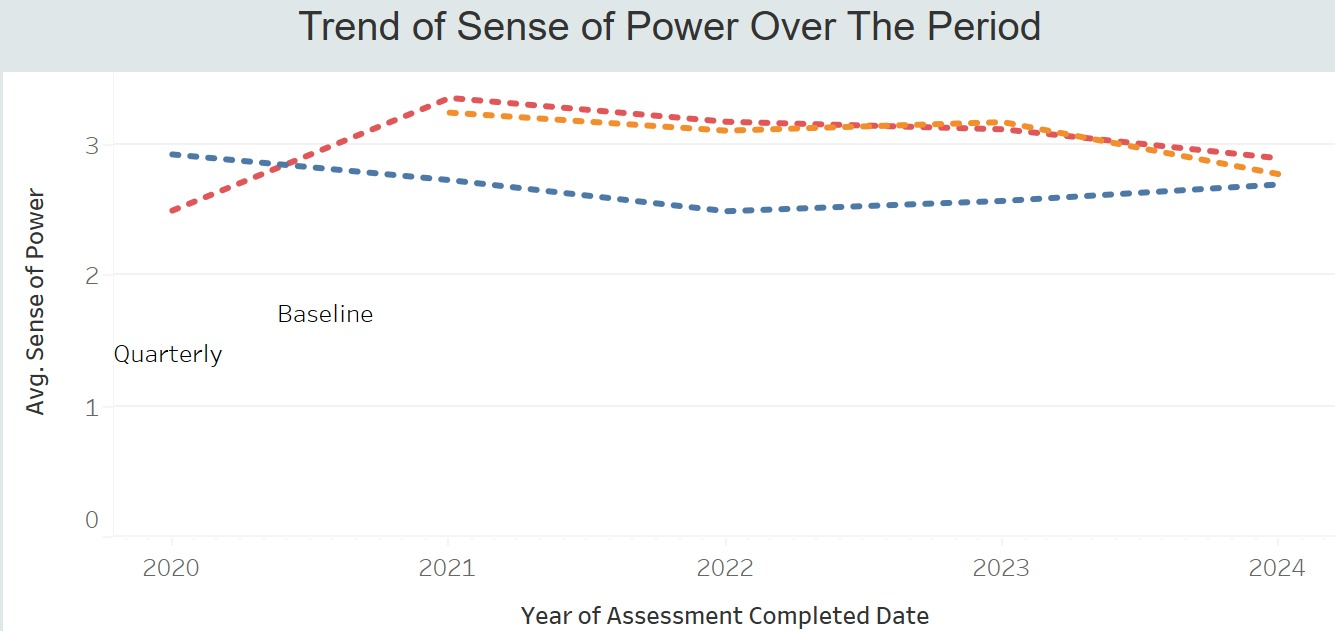 Trend of Sense of Power Over The Period
Avg. Sense of Power
3
2
1
0
Baseline
Quarterly
2020 2021 2022 2023 2024
Year of Assessment Completed Date